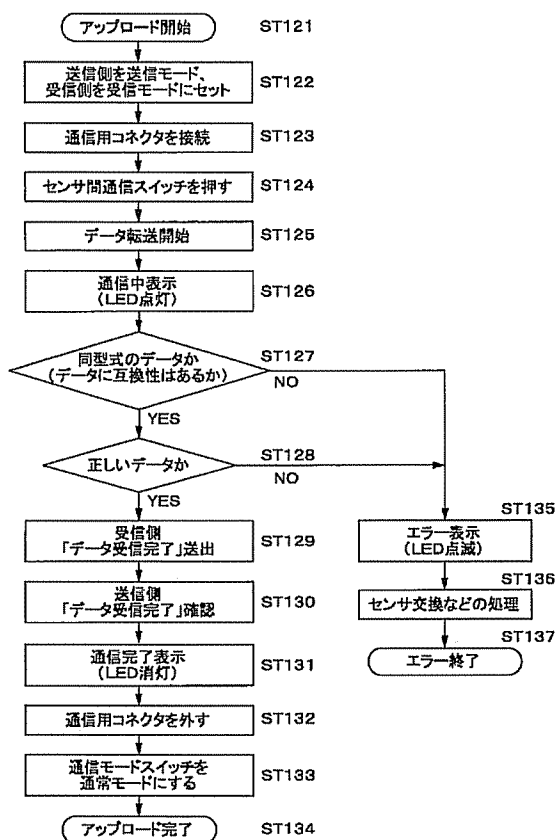 アップロード開始
ST121
送信側を送信モード、
受信側を受信モードにセット
ST122
通信用コネクタを接続
ST123
センサ間通信スイッチを押す
ST124
データ転送開始
ST125
通信中表示
(LED点灯)
ST126
同型式のデータか
(データに互換性はあるか)
ST127
NO
YES
正しいデータか
ST128
NO
YES
受信側
「データ受信完了」送出
ST129
送信側
「データ受信完了」確認
ST130
通信完了表示
(LED消灯)
ST131
通信用コネクタを外す
ST132
通信モードスイッチを
通常モードにする
ST133
アップロード完了
ST134
ST135
エラー表示
(LED点滅)
ST136
センサ交換などの処理
ST137
エラー終了